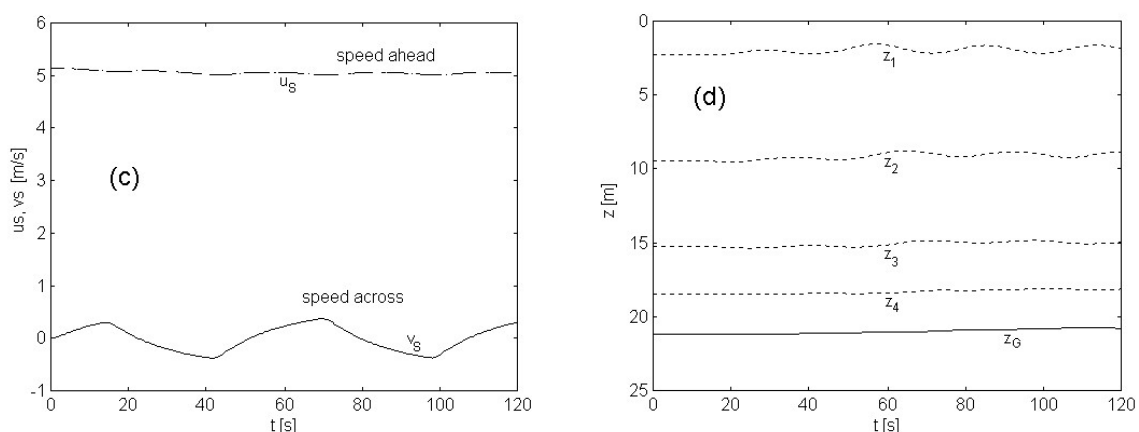 6
5
4
3
2
1
0
-1
us, vs [m/s]
speed ahead
u_S
(c)
speed across
v_S
0 20 40 60 80 100 120
t [s]
0
5
10
15
20
25
z [m]
(d)
z_1
z_2
z_3
z_4
z_G
0 20 40 60 80 100 120
t [s]